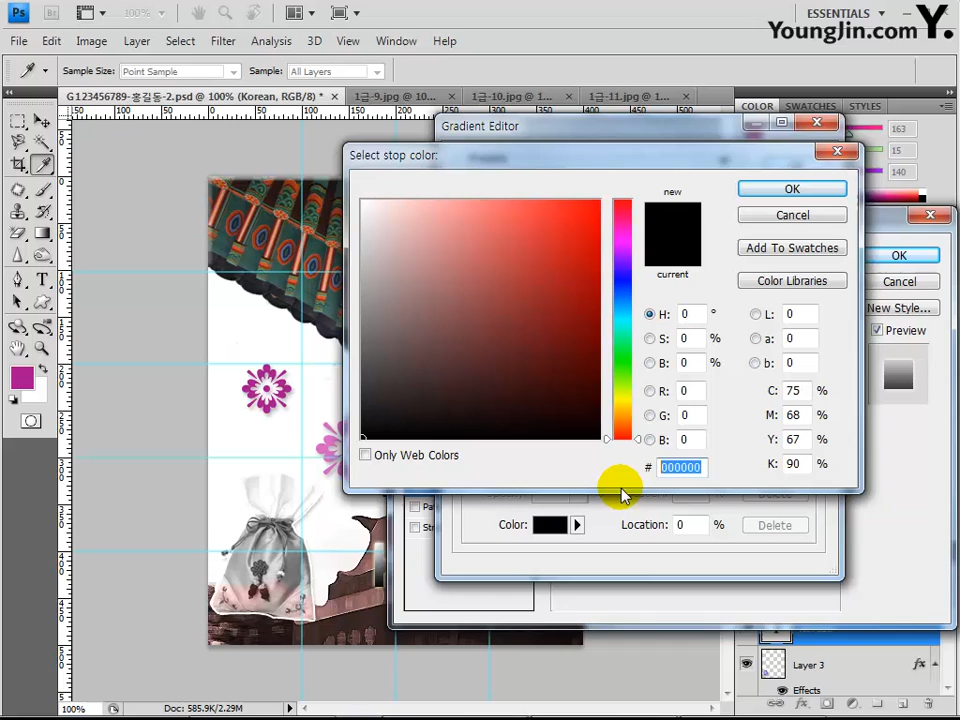 Ps Br 100% ESSENTIALS
YoungJin.com Y.
File Edit Image Layer Select Filter Analysis 3D View Window Help
Sample Size: Point Sample Sample: All Layers
G123456789-홍길동-2.psd @ 100% (Korean, RGB/8) * 1급-9.jpg @ 10... 1급-10.jpg @ 1... 1급-11.jpg @ 1... COLOR SWATCHES STYLES
Gradient Editor
163
15
140
Select stop color:
new
current
OK
Cancel
Add To Swatches
Color Libraries
H: 0 ° L: 0
S: 0 % a: 0
B: 0 % b: 0
R: 0 C: 75 %
G: 0 M: 68 %
B: 0 Y: 67 %
# 000000 K: 90 %
Only Web Colors
OK
Cancel
New Style...
Preview
Color: Location: 0 % Delete
Layer 3 fx
Effects
100% Doc: 585.9K/2.29M